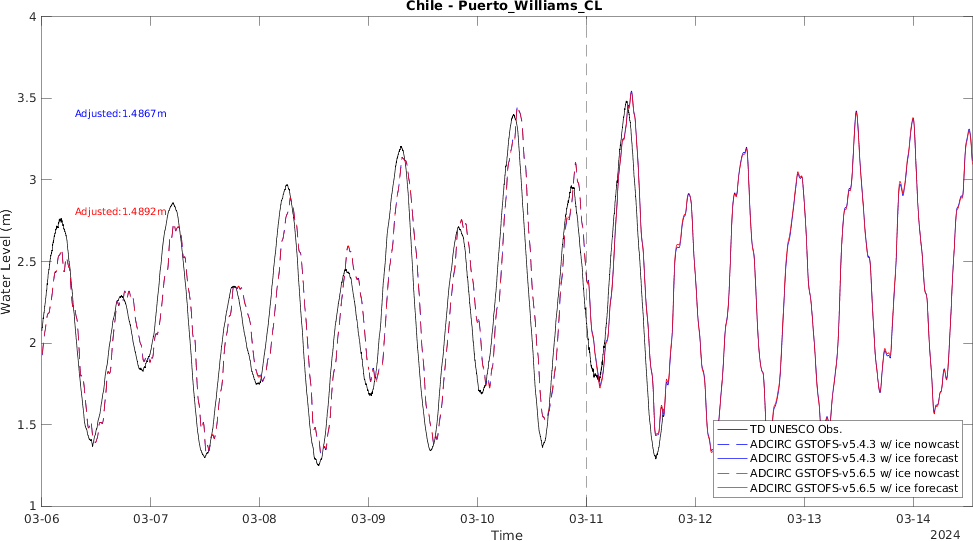 Chile - Puerto_Williams_CL
4
3.5
3
2.5
2
1.5
1
Water Level (m)
Adjusted:1.4867m
Adjusted:1.4892m
TD UNESCO Obs.
ADCIRC GSTOFS-v5.4.3 w/ ice nowcast
ADCIRC GSTOFS-v5.4.3 w/ ice forecast
ADCIRC GSTOFS-v5.6.5 w/ ice nowcast
ADCIRC GSTOFS-v5.6.5 w/ ice forecast
03-06 03-07 03-08 03-09 03-10 03-11 03-12 03-13 03-14
Time
2024